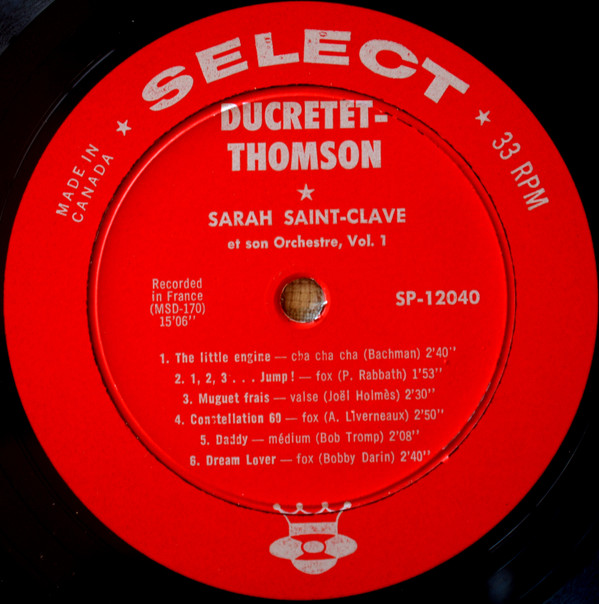 SELECT
MADE IN
CANADA
33 RPM
DUCRETET-
THOMSON
SARAH SAINT-CLAVE
et son Orchestre, Vol. 1
Recorded
in France
(MSD-170)
15'06"
SP-12040
1. The little engine — cha cha cha (Bachman) 2'40"
2. 1, 2, 3 . . . Jump! — fox (P. Rabbath) 1'53"
3. Muguet frais — valse (Joël Holmès) 2'30"
4. Constellation 60 — fox (A. Liverneaux) 2'50"
5. Daddy — médium (Bob Tromp) 2'08"
6. Dream Lover — fox (Bobby Darin) 2'40"